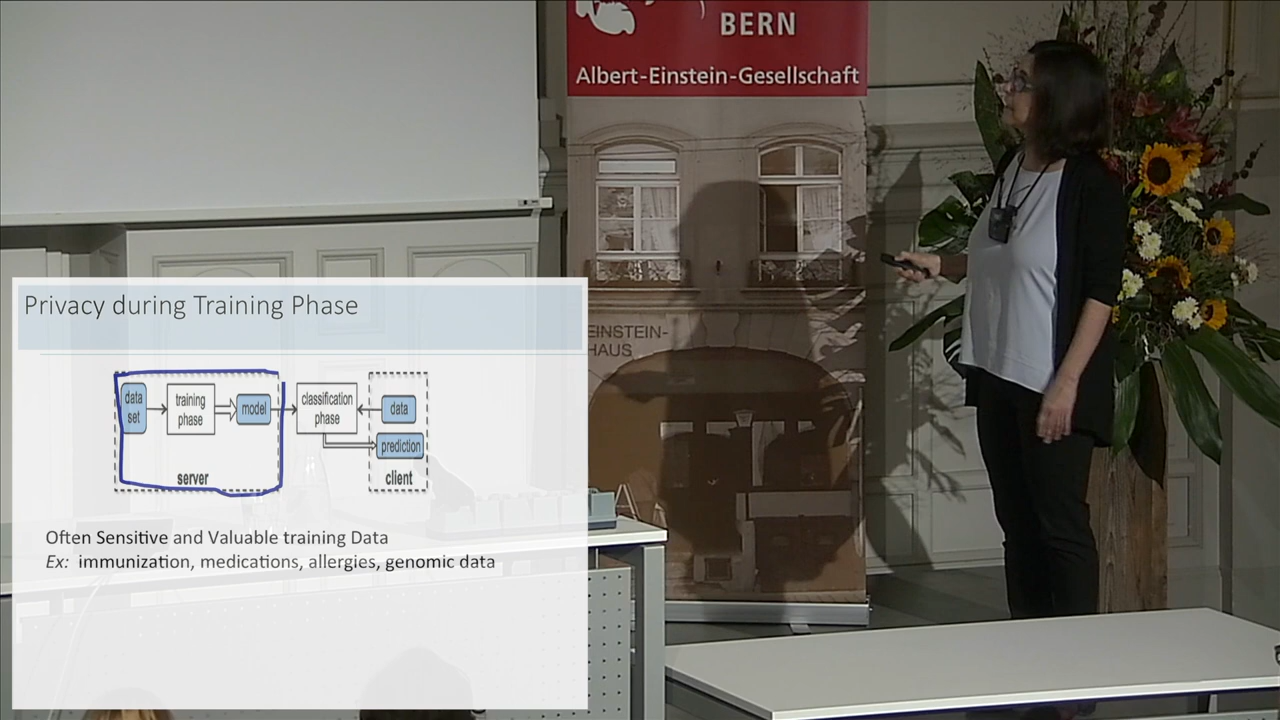 BERN
Albert-Einstein-Gesellschaft
EINSTEIN-
HAUS
Privacy during Training Phase
data
set
training
phase
model
classification
phase
data
prediction
server
client
Often Sensitive and Valuable training Data
Ex: immunization, medications, allergies, genomic data